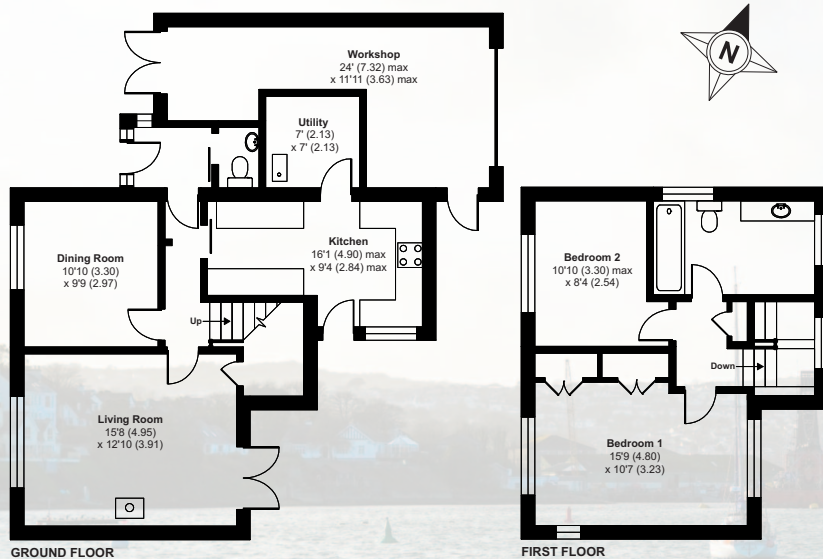 Workshop
24' (7.32) max
x 11'11 (3.63) max
N
Utility
7' (2.13)
x 7' (2.13)
Dining Room
10'10 (3.30)
x 9'9 (2.97)
Kitchen
16'1 (4.90) max
x 9'4 (2.84) max
Up
Living Room
15'8 (4.95)
x 12'10 (3.91)
GROUND FLOOR
Bedroom 2
10'10 (3.30) max
x 8'4 (2.54)
Down
Bedroom 1
15'9 (4.80)
x 10'7 (3.23)
FIRST FLOOR